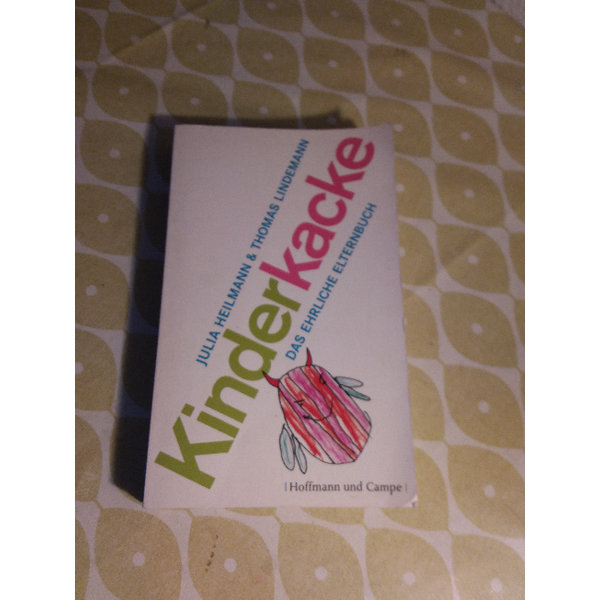 JULIA HEILMANN & THOMAS LINDEMANN
Kinderkacke
DAS EHRLICHE ELTERNBUCH
| Hoffmann und Campe |